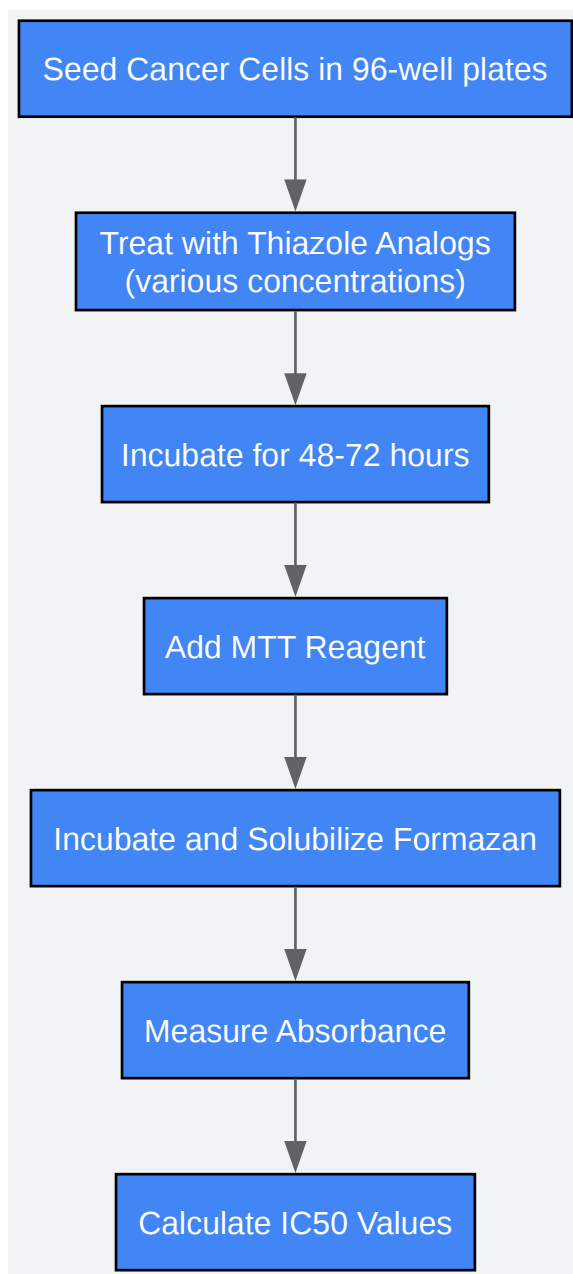 Seed Cancer Cells in 96-well plates
Treat with Thiazole Analogs
(various concentrations)
Incubate for 48-72 hours
Add MTT Reagent
Incubate and Solubilize Formazan
Measure Absorbance
Calculate IC50 Values